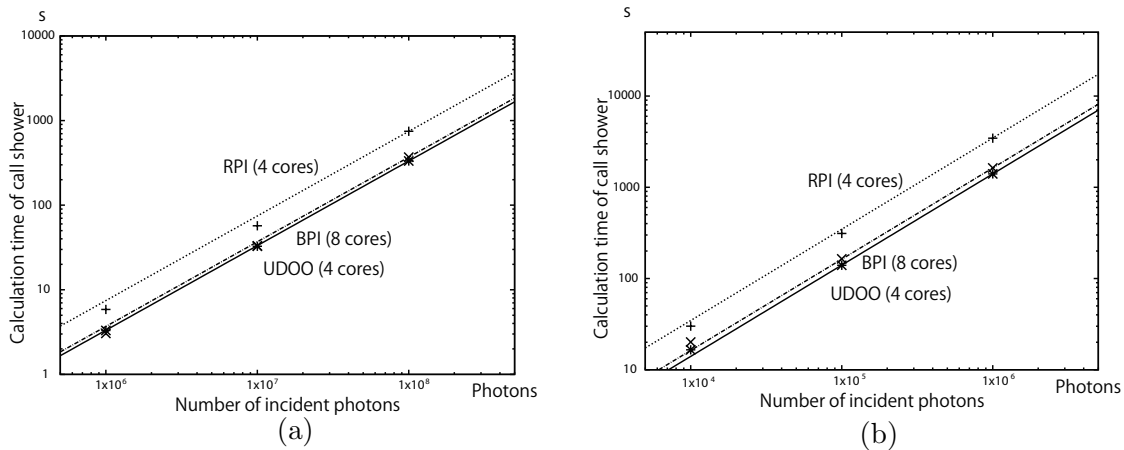 s
10000
1000
100
10
1
Calculation time of call shower
RPI (4 cores)
BPI (8 cores)
UDOO (4 cores)
1x10⁶
1x10⁷
1x10⁸
Photons
Number of incident photons
(a)
s
10000
1000
100
10
Calculation time of call shower
RPI (4 cores)
BPI (8 cores)
UDOO (4 cores)
1x10⁴
1x10⁵
1x10⁶
Photons
Number of incident photons
(b)